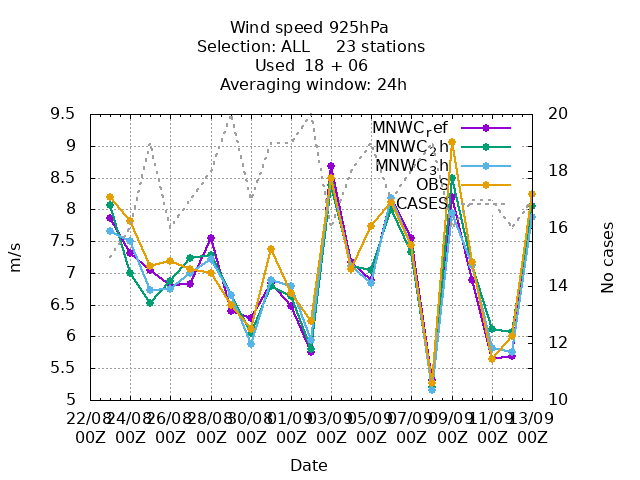 Wind speed 925hPa
Selection: ALL 23 stations
Used 18 + 06
Averaging window: 24h
9.5
9
8.5
8
7.5
7
6.5
6
5.5
5
m/s
20
18
16
14
12
10
No cases
MNWC_ref
MNWC_2h
MNWC_3h
OBS
CASES
22/08 24/08 26/08 28/08 30/08 01/09 03/09 05/09 07/09 09/09 11/09 13/09
00Z 00Z 00Z 00Z 00Z 00Z 00Z 00Z 00Z 00Z 00Z 00Z
Date